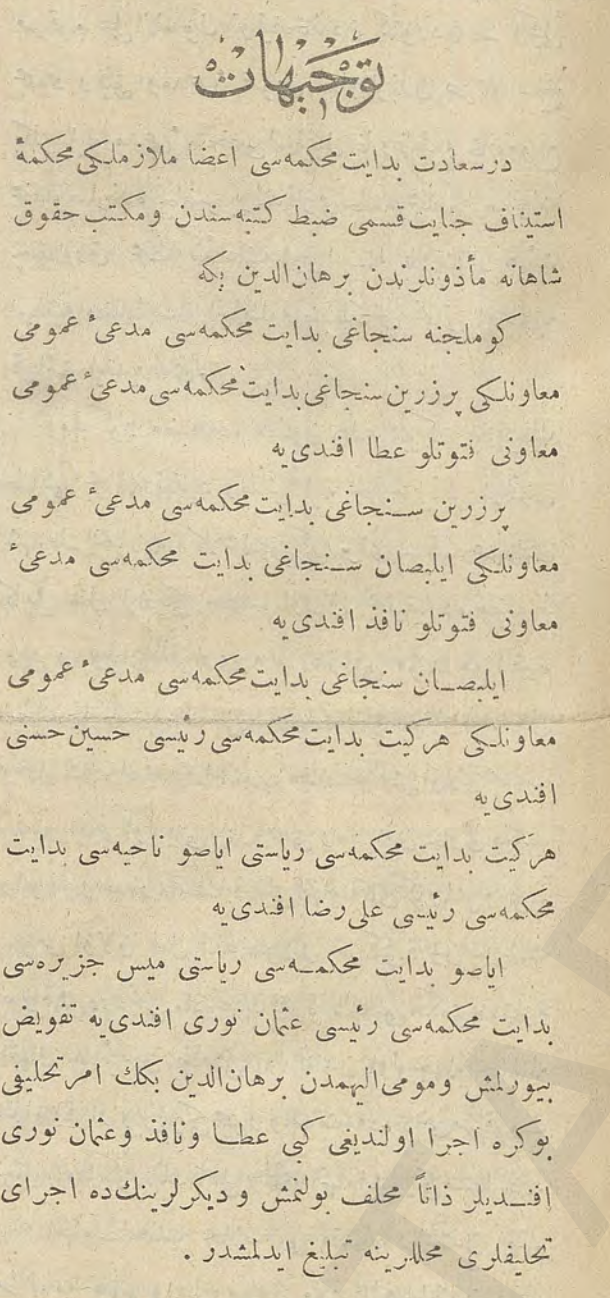 توجیهات
درسعادت بدایت محکمه‌سی اعضا ملازملکی محکمهٔ
استیناف جنایت قسمی ضبط کتبه‌سندن ومکتب حقوق
شاهانه مأذونلرندن برهان‌الدین بکه
کوملجنه سنجاغی بدایت محکمه‌سی مدعیٔ عمومی
معاونلکی پرزرین سنجاغی بدایت محکمه‌سی مدعیٔ عمومی
معاونی فتوتلو عطا افندی‌یه
پرزرین سنجاغی بدایت محکمه‌سی مدعیٔ عمومی
معاونلکی ایلبصان سنجاغی بدایت محکمه‌سی مدعیٔ
معاونی فتوتلو نافذ افندی‌یه
ایلبصان سنجاغی بدایت محکمه‌سی مدعیٔ عمومی
معاونلکی هرکیت بدایت محکمه‌سی رئیسی حسین حسنی
افندی‌یه
هرکیت بدایت محکمه‌سی ریاستی ایاصو ناحیه‌سی بدایت
محکمه‌سی رئیسی علی رضا افندی‌یه
ایاصو بدایت محکمه‌سی ریاستی میس جزیره‌سی
بدایت محکمه‌سی رئیسی عثمان نوری افندی‌یه تفویض
بیورلمش ومومی‌الیهمدن برهان‌الدین بکك امر تحلیفی
بوکره اجرا اولندیغی کبی عطا ونافذ وعثمان نوری
افندیلر ذاتاً محلف بولنمش و دیکرلرینك‌ده اجرای
تحلیفلری محللرینه تبلیغ ایدلمشدر .